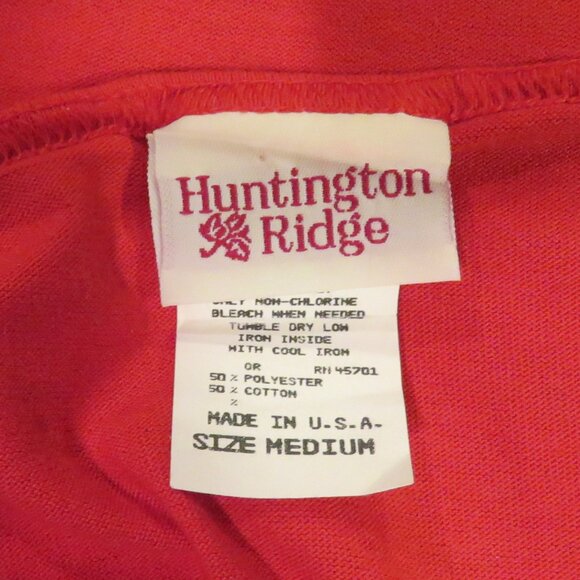 Huntington
Ridge
ONLY NON-CHLORINE
BLEACH WHEN NEEDED
TUMBLE DRY LOW
IRON INSIDE
WITH COOL IRON
OR RN 45701
50 % POLYESTER
50 % COTTON
%
MADE IN U.S.A.
SIZE MEDIUM